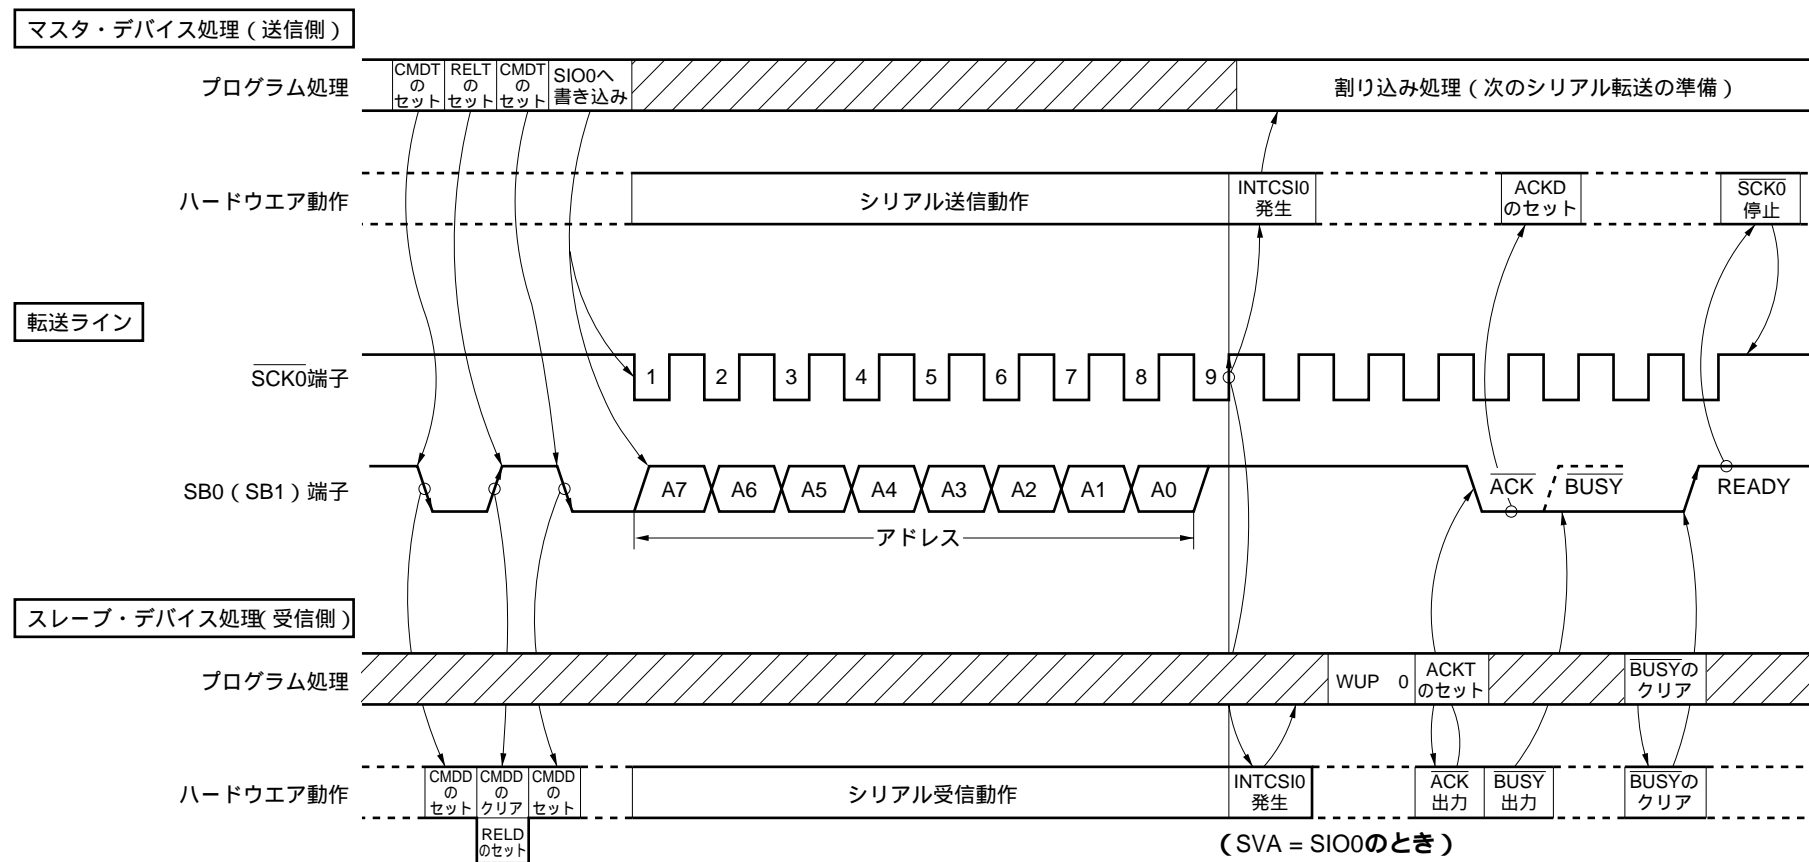 マスタ・デバイス処理(送信側)
プログラム処理
CMDT
の
セット
RELT
の
セット
CMDT
の
セット
SIO0へ
書き込み
割り込み処理(次のシリアル転送の準備)
ハードウエア動作
シリアル送信動作
INTCSI0
発生
ACKD
のセット
SCK0
停止
転送ライン
SCK0端子
1 2 3 4 5 6 7 8 9
SB0(SB1)端子
A7 A6 A5 A4 A3 A2 A1 A0
ACK
BUSY
READY
アドレス
スレーブ・デバイス処理(受信側)
プログラム処理
WUP 0
ACKT
のセット
BUSYの
クリア
ハードウエア動作
CMDD
の
セット
CMDD
の
クリア
CMDD
の
セット
RELD
のセット
シリアル受信動作
INTCSI0
発生
ACK
出力
BUSY
出力
BUSYの
クリア
(SVA = SIO0のとき)